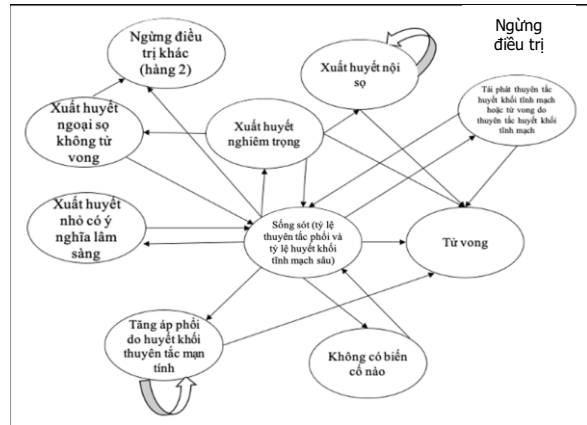 Ngừng
điều trị
Ngừng điều
trị khác
(hàng 2)
Xuất huyết nội
sọ
Tái phát thuyên tắc
huyết khối tĩnh mạch
hoặc tử vong do
thuyên tắc huyết khối
tĩnh mạch
Xuất huyết
ngoại sọ
không tử
vong
Xuất huyết
nghiêm trọng
Xuất huyết
nhỏ có ý
nghĩa lâm
sàng
Sống sót (tỷ lệ
thuyên tắc phổi và
tỷ lệ huyết khối
tĩnh mạch sâu)
Tử vong
Tăng áp phổi
do huyết khối
thuyên tắc mạn
tính
Không có biến
cố nào